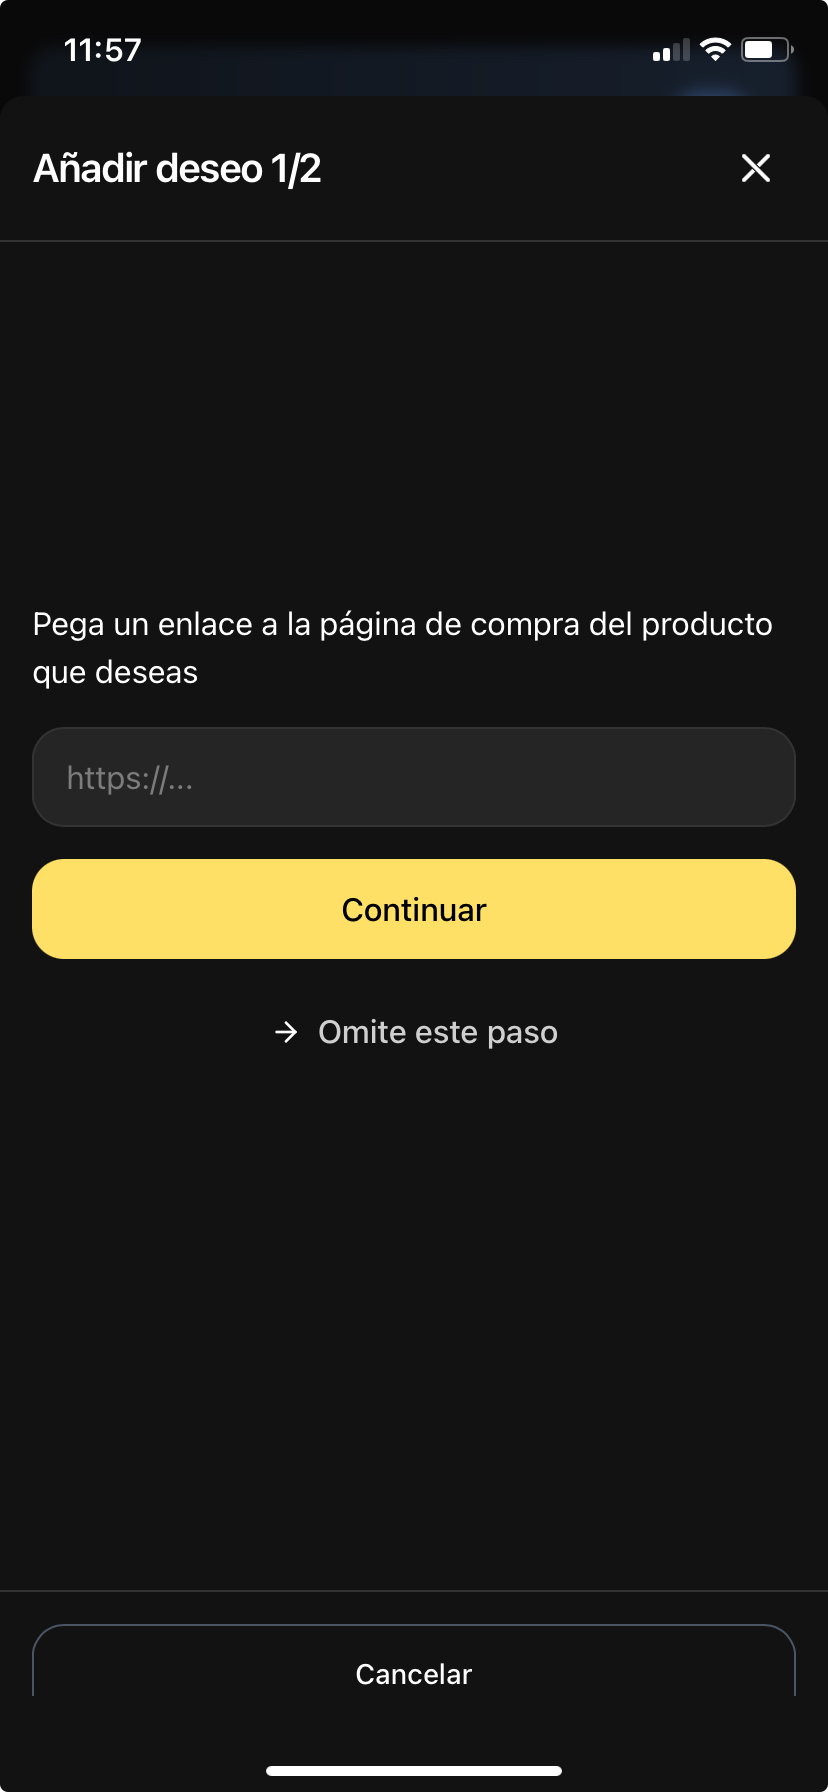 11:57
Añadir deseo 1/2
Pega un enlace a la página de compra del producto
que deseas
https://...
Continuar
Omite este paso
Cancelar